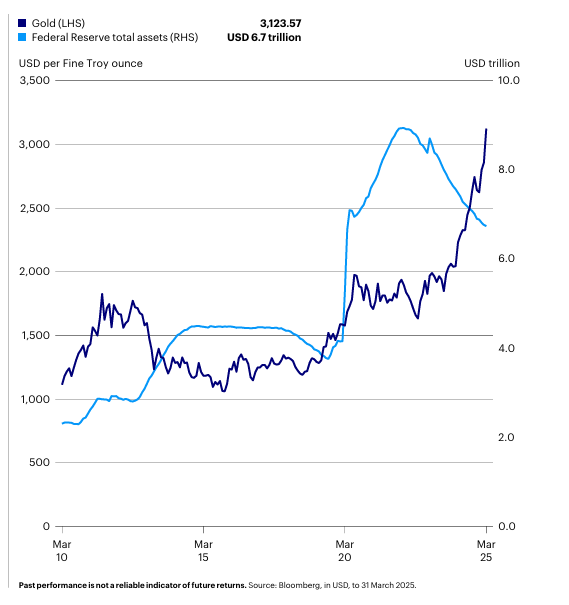 Gold (LHS) 3,123.57
Federal Reserve total assets (RHS) USD 6.7 trillion
USD per Fine Troy ounce USD trillion
3,500 10.0
3,000
8.0
2,500
6.0
2,000
1,500
4.0
1,000
2.0
500
0 0.0
Mar Mar Mar Mar
10 15 20 25
Past performance is not a reliable indicator of future returns. Source: Bloomberg, in USD, to 31 March 2025.